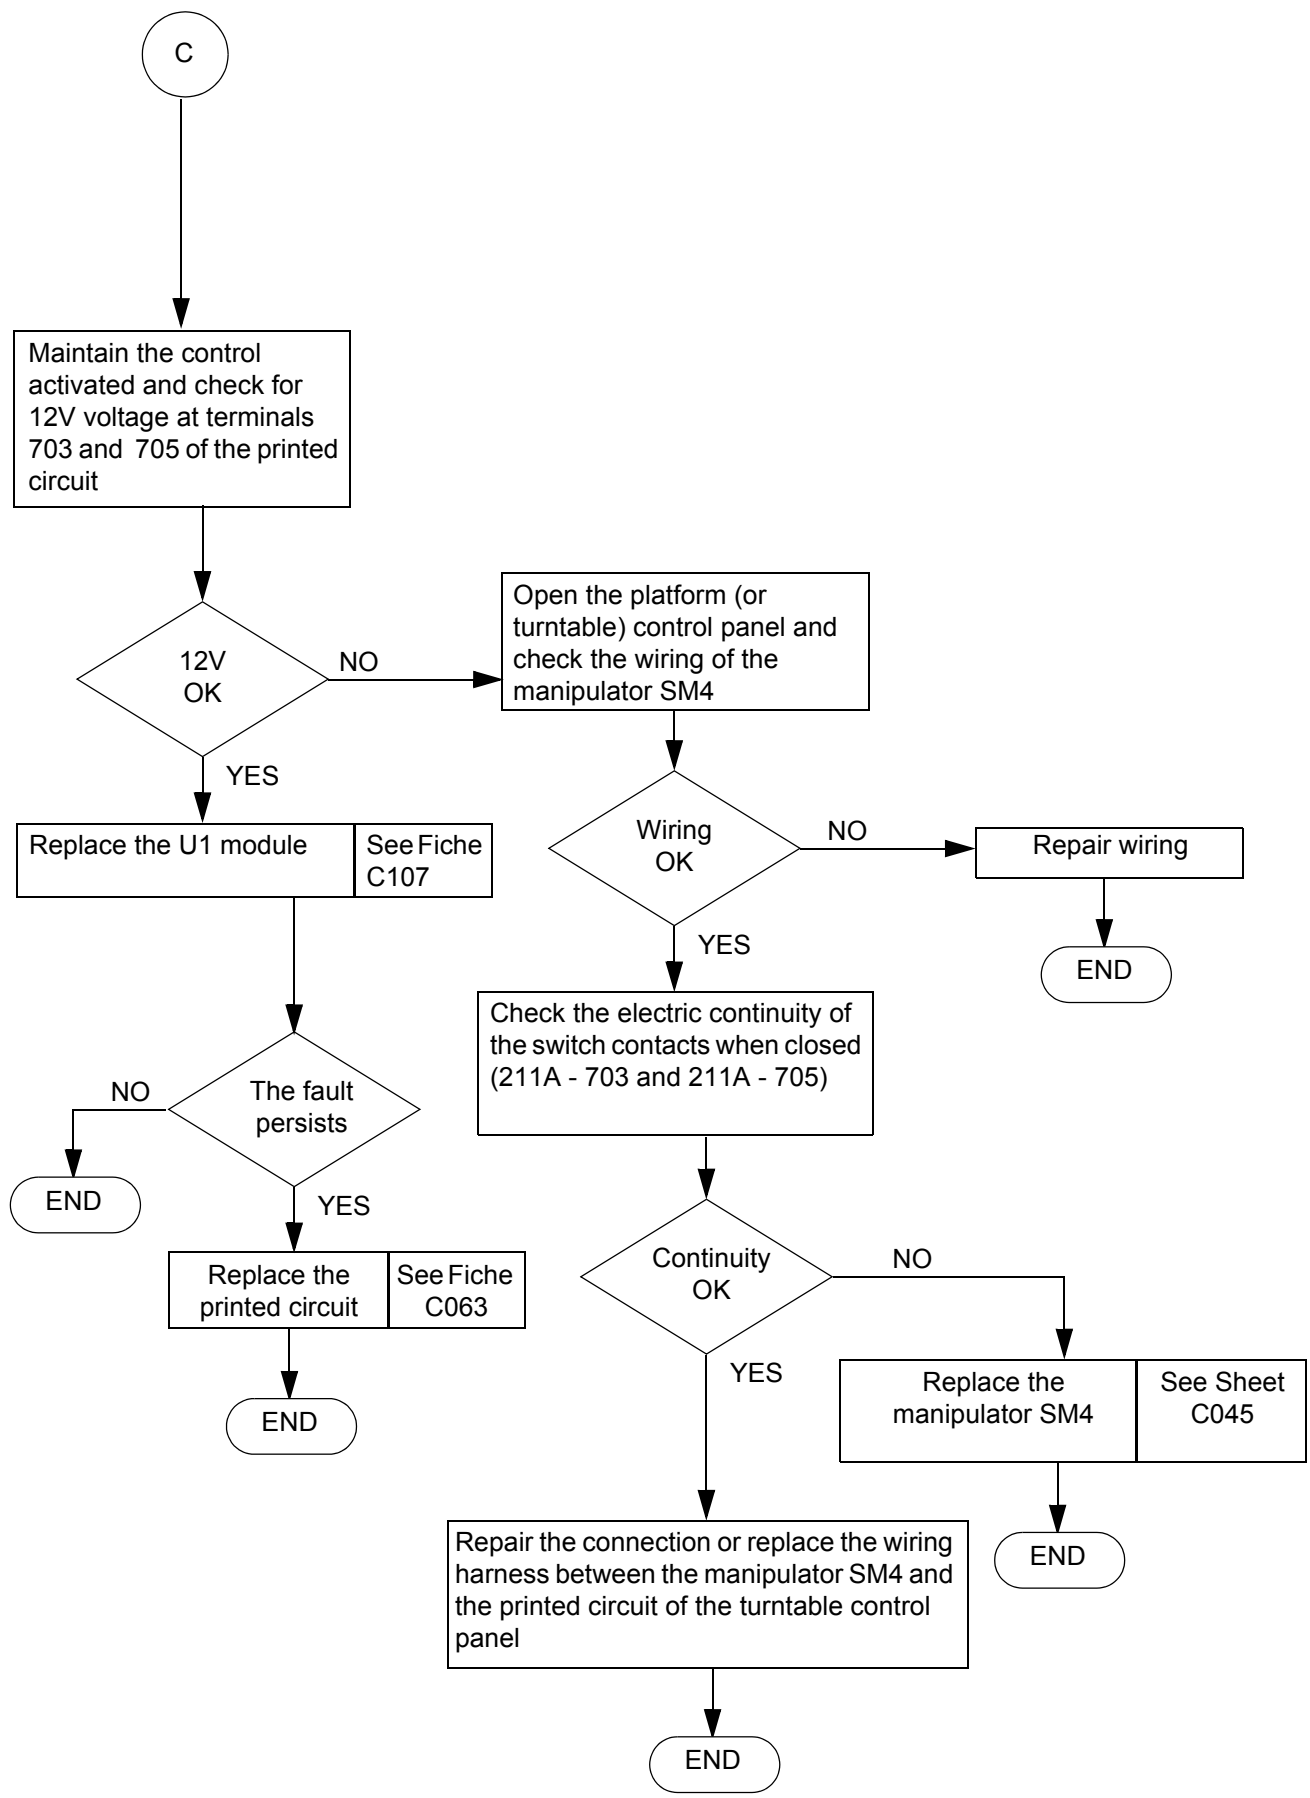 C
Maintain the control
activated and check for
12V voltage at terminals
703 and 705 of the printed
circuit
12V
OK
NO
Open the platform (or
turntable) control panel and
check the wiring of the
manipulator SM4
YES
Replace the U1 module
See Fiche
C107
Wiring
OK
NO
Repair wiring
END
YES
Check the electric continuity of
the switch contacts when closed
(211A - 703 and 211A - 705)
The fault
persists
NO
END
YES
Replace the
printed circuit
See Fiche
C063
END
Continuity
OK
NO
Replace the
manipulator SM4
See Sheet
C045
END
YES
Repair the connection or replace the wiring
harness between the manipulator SM4 and
the printed circuit of the turntable control
panel
END